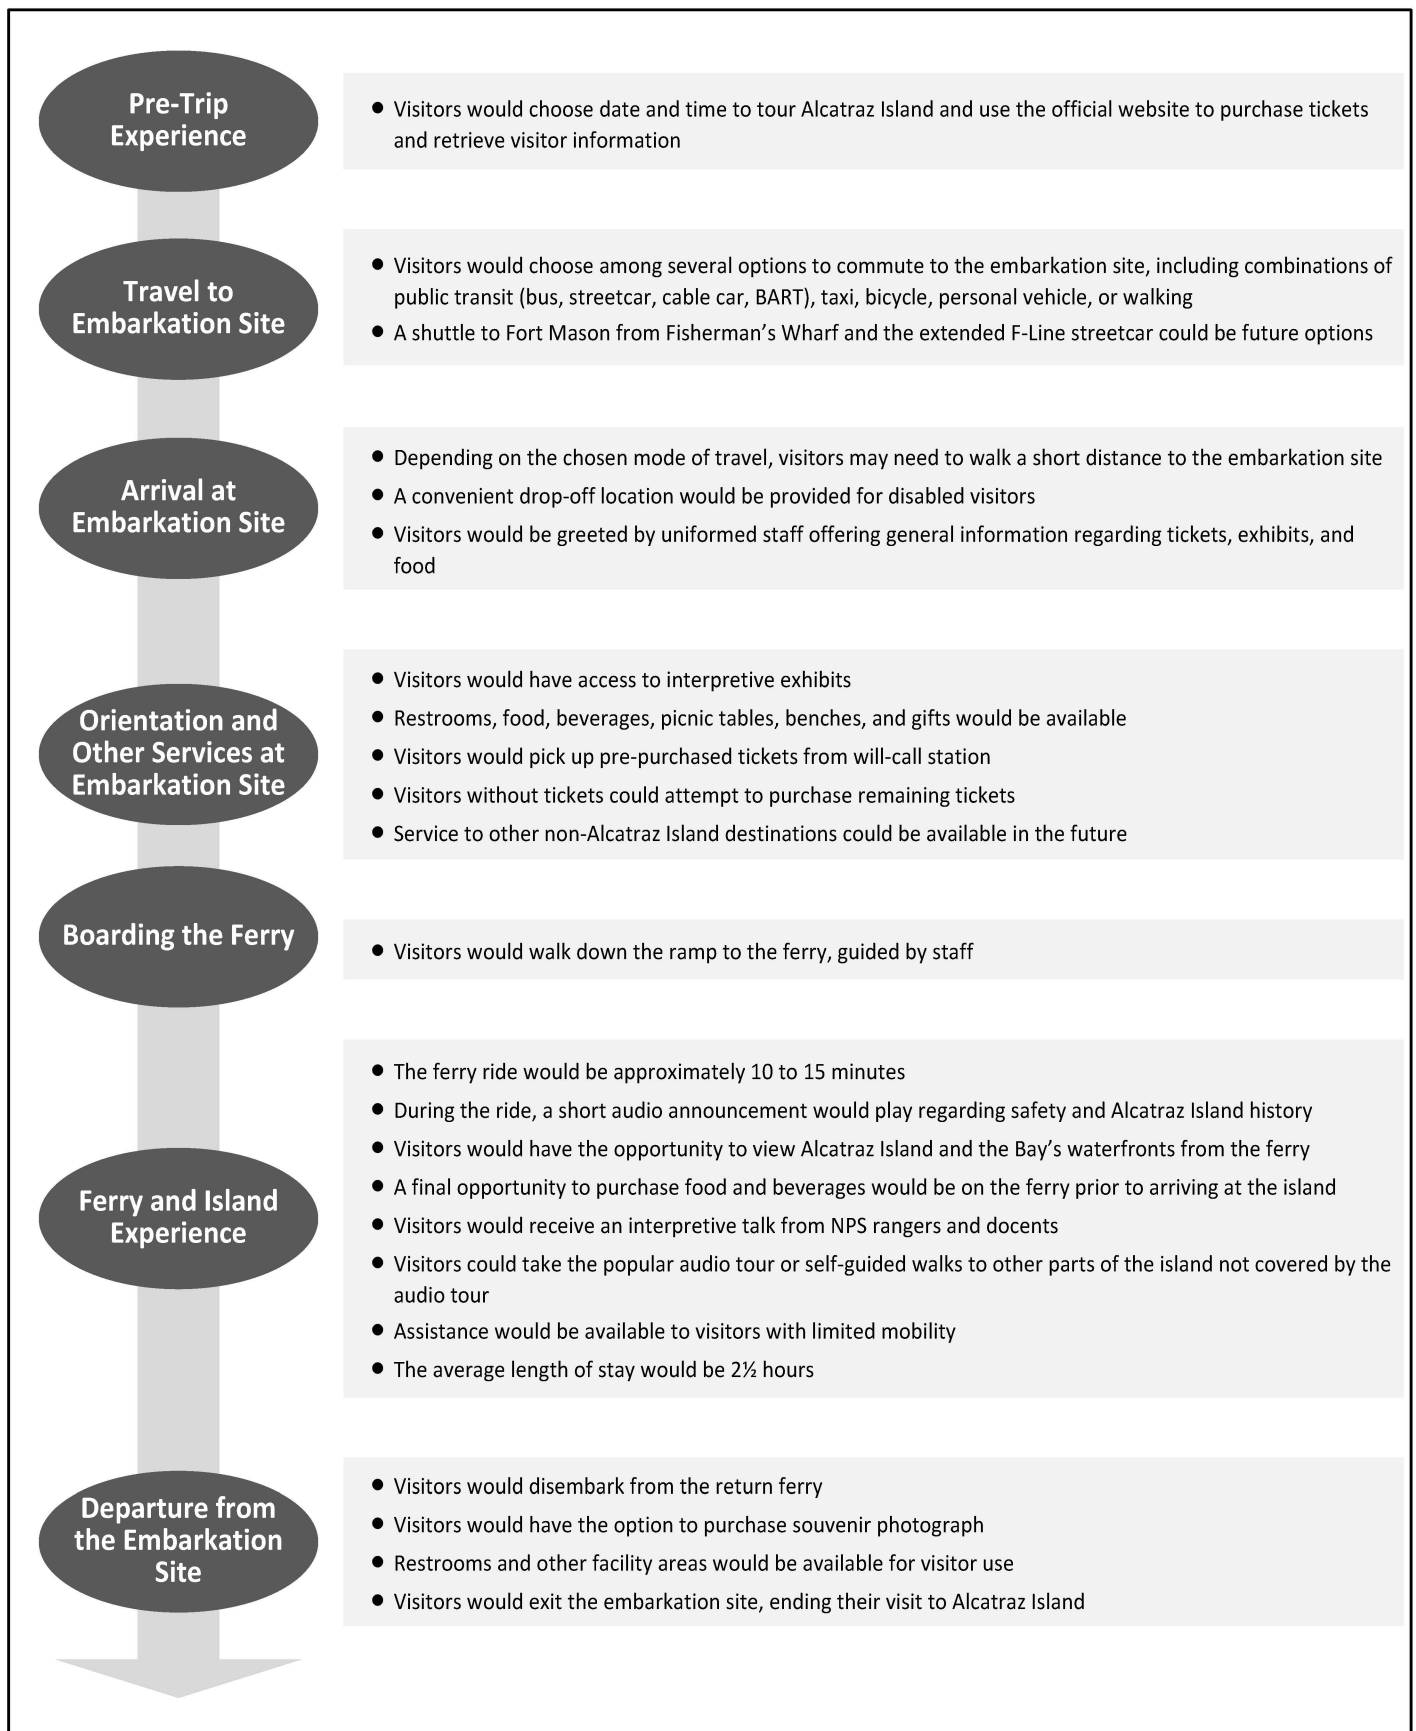 Pre-Trip
Experience
● Visitors would choose date and time to tour Alcatraz Island and use the official website to purchase tickets
and retrieve visitor information
Travel to
Embarkation Site
● Visitors would choose among several options to commute to the embarkation site, including combinations of
public transit (bus, streetcar, cable car, BART), taxi, bicycle, personal vehicle, or walking
● A shuttle to Fort Mason from Fisherman’s Wharf and the extended F-Line streetcar could be future options
Arrival at
Embarkation Site
● Depending on the chosen mode of travel, visitors may need to walk a short distance to the embarkation site
● A convenient drop-off location would be provided for disabled visitors
● Visitors would be greeted by uniformed staff offering general information regarding tickets, exhibits, and
food
Orientation and
Other Services at
Embarkation Site
● Visitors would have access to interpretive exhibits
● Restrooms, food, beverages, picnic tables, benches, and gifts would be available
● Visitors would pick up pre-purchased tickets from will-call station
● Visitors without tickets could attempt to purchase remaining tickets
● Service to other non-Alcatraz Island destinations could be available in the future
Boarding the Ferry
● Visitors would walk down the ramp to the ferry, guided by staff
Ferry and Island
Experience
● The ferry ride would be approximately 10 to 15 minutes
● During the ride, a short audio announcement would play regarding safety and Alcatraz Island history
● Visitors would have the opportunity to view Alcatraz Island and the Bay’s waterfronts from the ferry
● A final opportunity to purchase food and beverages would be on the ferry prior to arriving at the island
● Visitors would receive an interpretive talk from NPS rangers and docents
● Visitors could take the popular audio tour or self-guided walks to other parts of the island not covered by the
audio tour
● Assistance would be available to visitors with limited mobility
● The average length of stay would be 2½ hours
Departure from
the Embarkation
Site
● Visitors would disembark from the return ferry
● Visitors would have the option to purchase souvenir photograph
● Restrooms and other facility areas would be available for visitor use
● Visitors would exit the embarkation site, ending their visit to Alcatraz Island